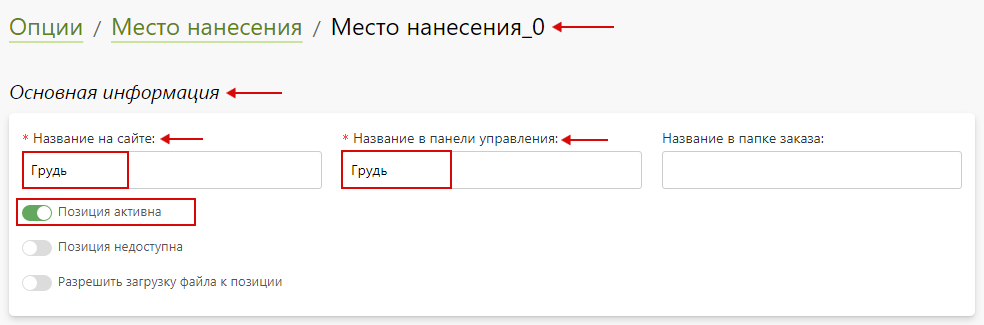 Опции / Место нанесения / Место нанесения_0
Основная информация
* Название на сайте: * Название в панели управления: Название в папке заказа:
Грудь Грудь
Позиция активна
Позиция недоступна
Разрешить загрузку файла к позиции